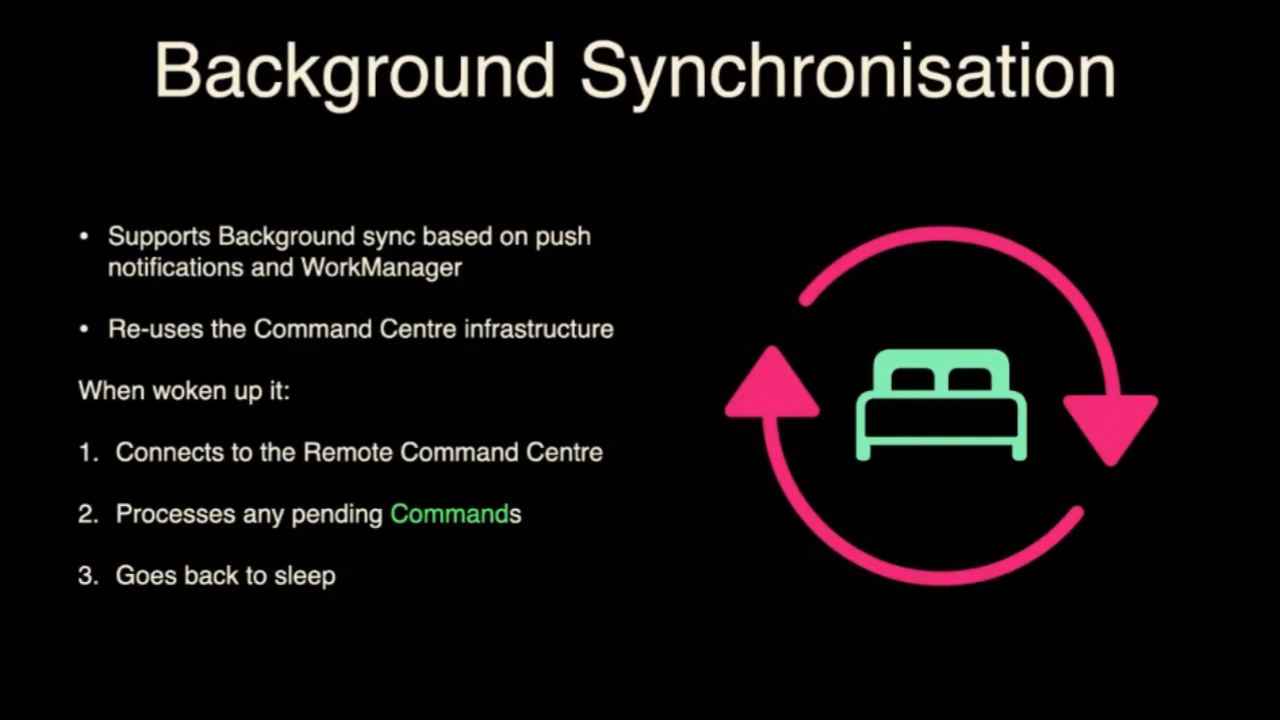 Background Synchronisation
• Supports Background sync based on push
notifications and WorkManager
• Re-uses the Command Centre infrastructure
When woken up it:
1. Connects to the Remote Command Centre
2. Processes any pending Commands
3. Goes back to sleep